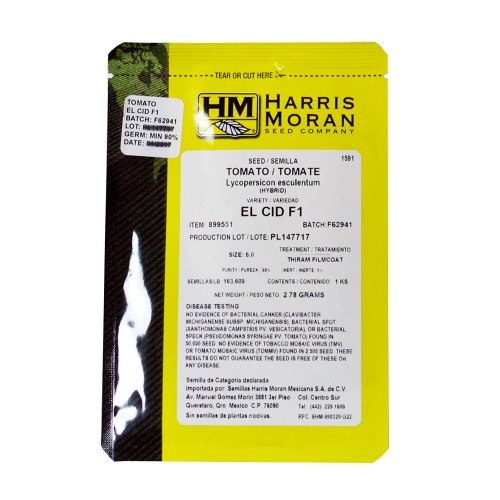 TEAR OR CUT HERE
TOMATO
EL CID F1
BATCH: F62941
LOT: PL147717
GERM: MIN 90%
DATE:
HM
HARRIS
MORAN
SEED COMPANY
SEED / SEMILLA
1591
TOMATO / TOMATE
Lycopersicon esculentum
(HYBRID)
VARIETY / VARIEDAD
EL CID F1
ITEM: 899551
BATCH:F62941
PRODUCTION LOT / LOTE: PL147717
TREATMENT / TRATAMIENTO
SIZE: 6.0
THIRAM FILMCOAT
PURITY / PUREZA: 99%
INERT / INERTE: 1%
SEMILLAS LB: 163,609
CONTENTS / CONTENIDO: 1 KS
NET WEIGHT / PESO NETO: 2.78 GRAMS
DISEASE TESTING
NO EVIDENCE OF BACTERIAL CANKER (CLAVIBACTER
MICHIGANENSE SUBSP. MICHIGANENSIS), BACTERIAL SPOT
(XANTHOMONAS CAMPSTRIS PV. VESICATORIA), OR BACTERIAL
SPECK (PSEUDOMONAS SYRINGAE PV. TOMATO) FOUND IN
50,000 SEED. NO EVIDENCE OF TOBACCO MOSAIC VIRUS (TMV)
OR TOMATO MOSAIC VIRUS (TOMMV) FOUND IN 2,500 SEED. THESE
RESULTS DO NOT GUARANTEE THE SEED IS FREE OF THESE OR
ANY DISEASE.
Semilla de Categoria declarada
importada por: Semillas Harris Moran Mexicana S.A. de C.V.
Av. Manuel Gomez Morin 3881 3er Piso Col. Centro Sur
Queretaro, Qro Mexico C.P. 76090 Tel: (442) 229-1609
Sin semillas de plantas nocivas. RFC: